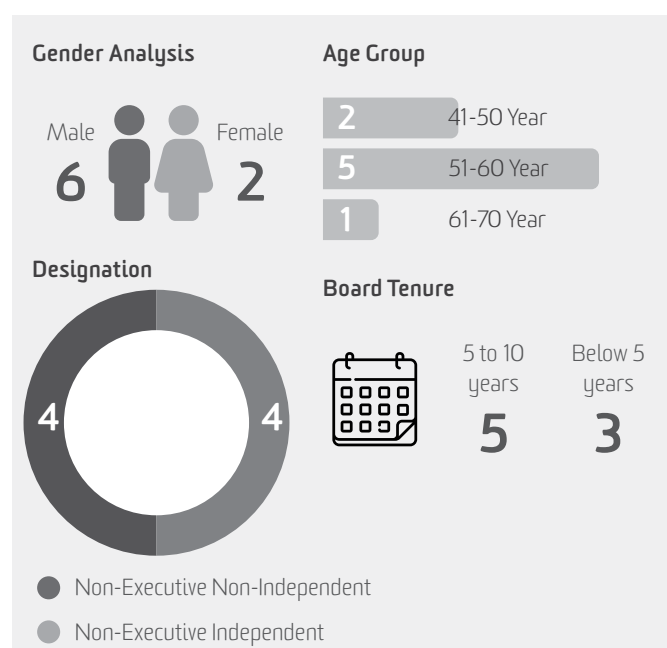 Gender Analysis
Male
6
Female
2
Age Group
2 41-50 Year
5 51-60 Year
1 61-70 Year
Designation
4
4
Non-Executive Non-Independent
Non-Executive Independent
Board Tenure
5 to 10
years
5
Below 5
years
3